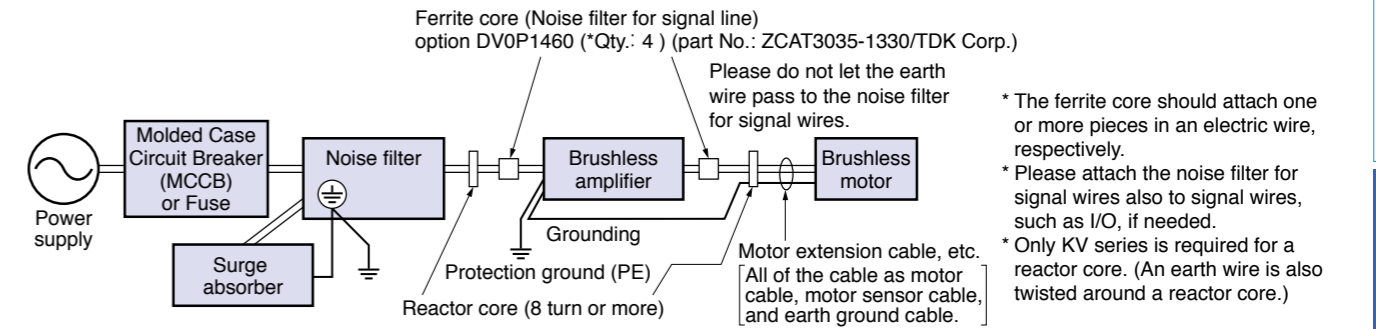 Ferrite core (Noise filter for signal line)
option DV0P1460 (*Qty.: 4 ) (part No.: ZCAT3035-1330/TDK Corp.)
Please do not let the earth
wire pass to the noise filter
for signal wires.
Power
supply
Molded Case
Circuit Breaker
(MCCB)
or Fuse
Noise filter
Surge
absorber
Brushless
amplifier
Brushless
motor
Grounding
Protection ground (PE)
Reactor core (8 turn or more)
Motor extension cable, etc.
All of the cable as motor
cable, motor sensor cable,
and earth ground cable.
* The ferrite core should attach one
or more pieces in an electric wire,
respectively.
* Please attach the noise filter for
signal wires also to signal wires,
such as I/O, if needed.
* Only KV series is required for a
reactor core. (An earth wire is also
twisted around a reactor core.)